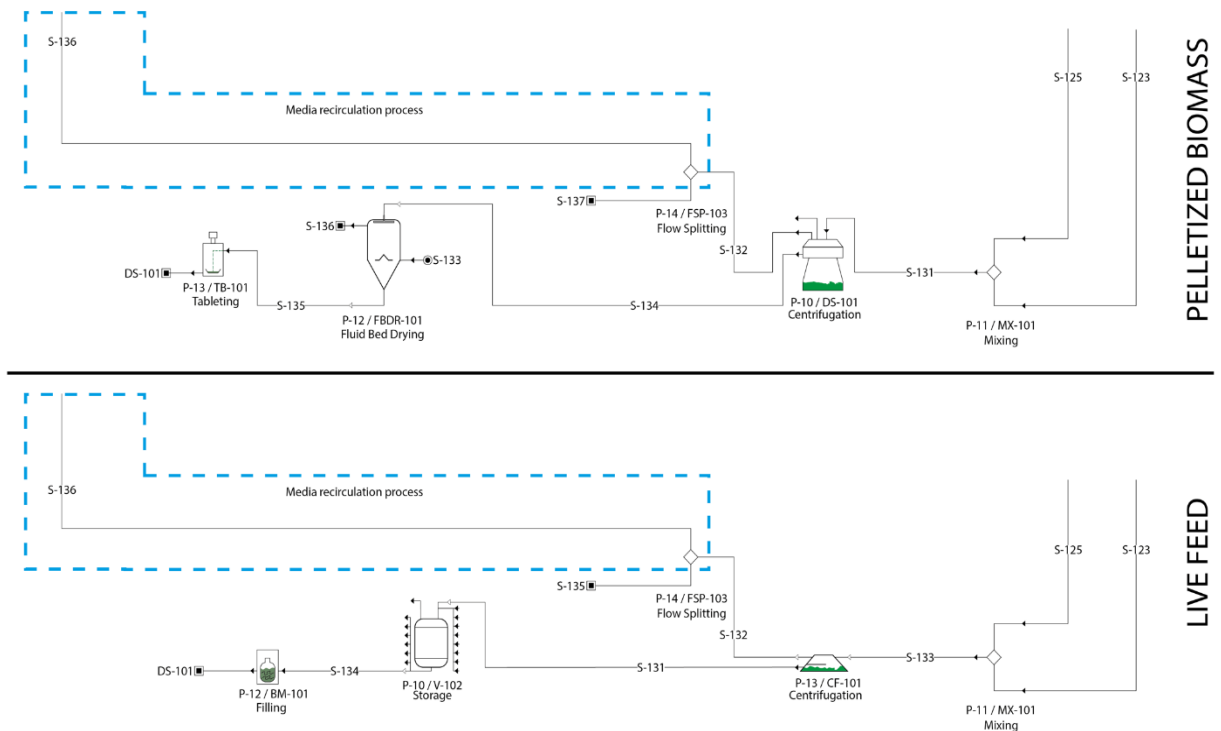 S-136
Media recirculation process
S-125
S-123
PELLETIZED BIOMASS
S-137
P-14 / FSP-103
Flow Splitting
S-136
S-132
S-133
DS-101
P-13 / TB-101
Tableting
S-135
P-12 / FBDR-101
Fluid Bed Drying
S-134
P-10 / DS-101
Centrifugation
S-131
P-11 / MX-101
Mixing
S-136
Media recirculation process
S-125
S-123
LIVE FEED
S-135
P-14 / FSP-103
Flow Splitting
S-132
DS-101
P-12 / BM-101
Filling
S-134
P-10 / V-102
Storage
S-131
P-13 / CF-101
Centrifugation
S-133
P-11 / MX-101
Mixing